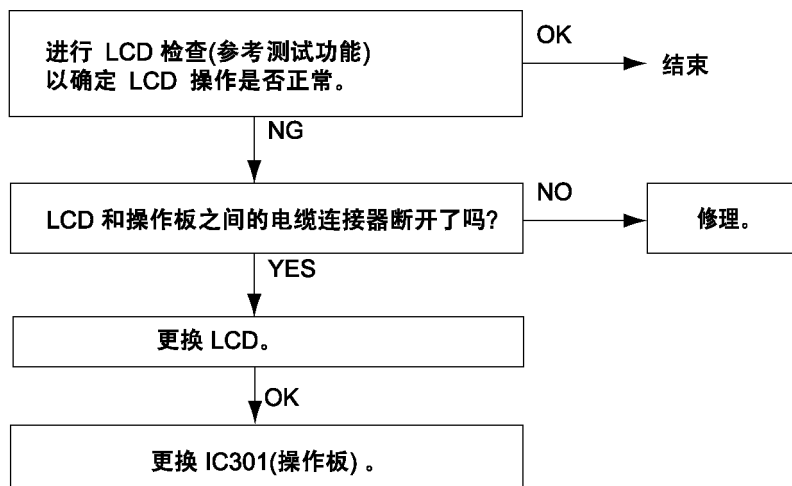 进行 LCD 检查(参考测试功能)
以确定 LCD 操作是否正常。
OK
结束
NG
LCD 和操作板之间的电缆连接器断开了吗?
NO
修理。
YES
更换 LCD。
OK
更换 IC301(操作板) 。